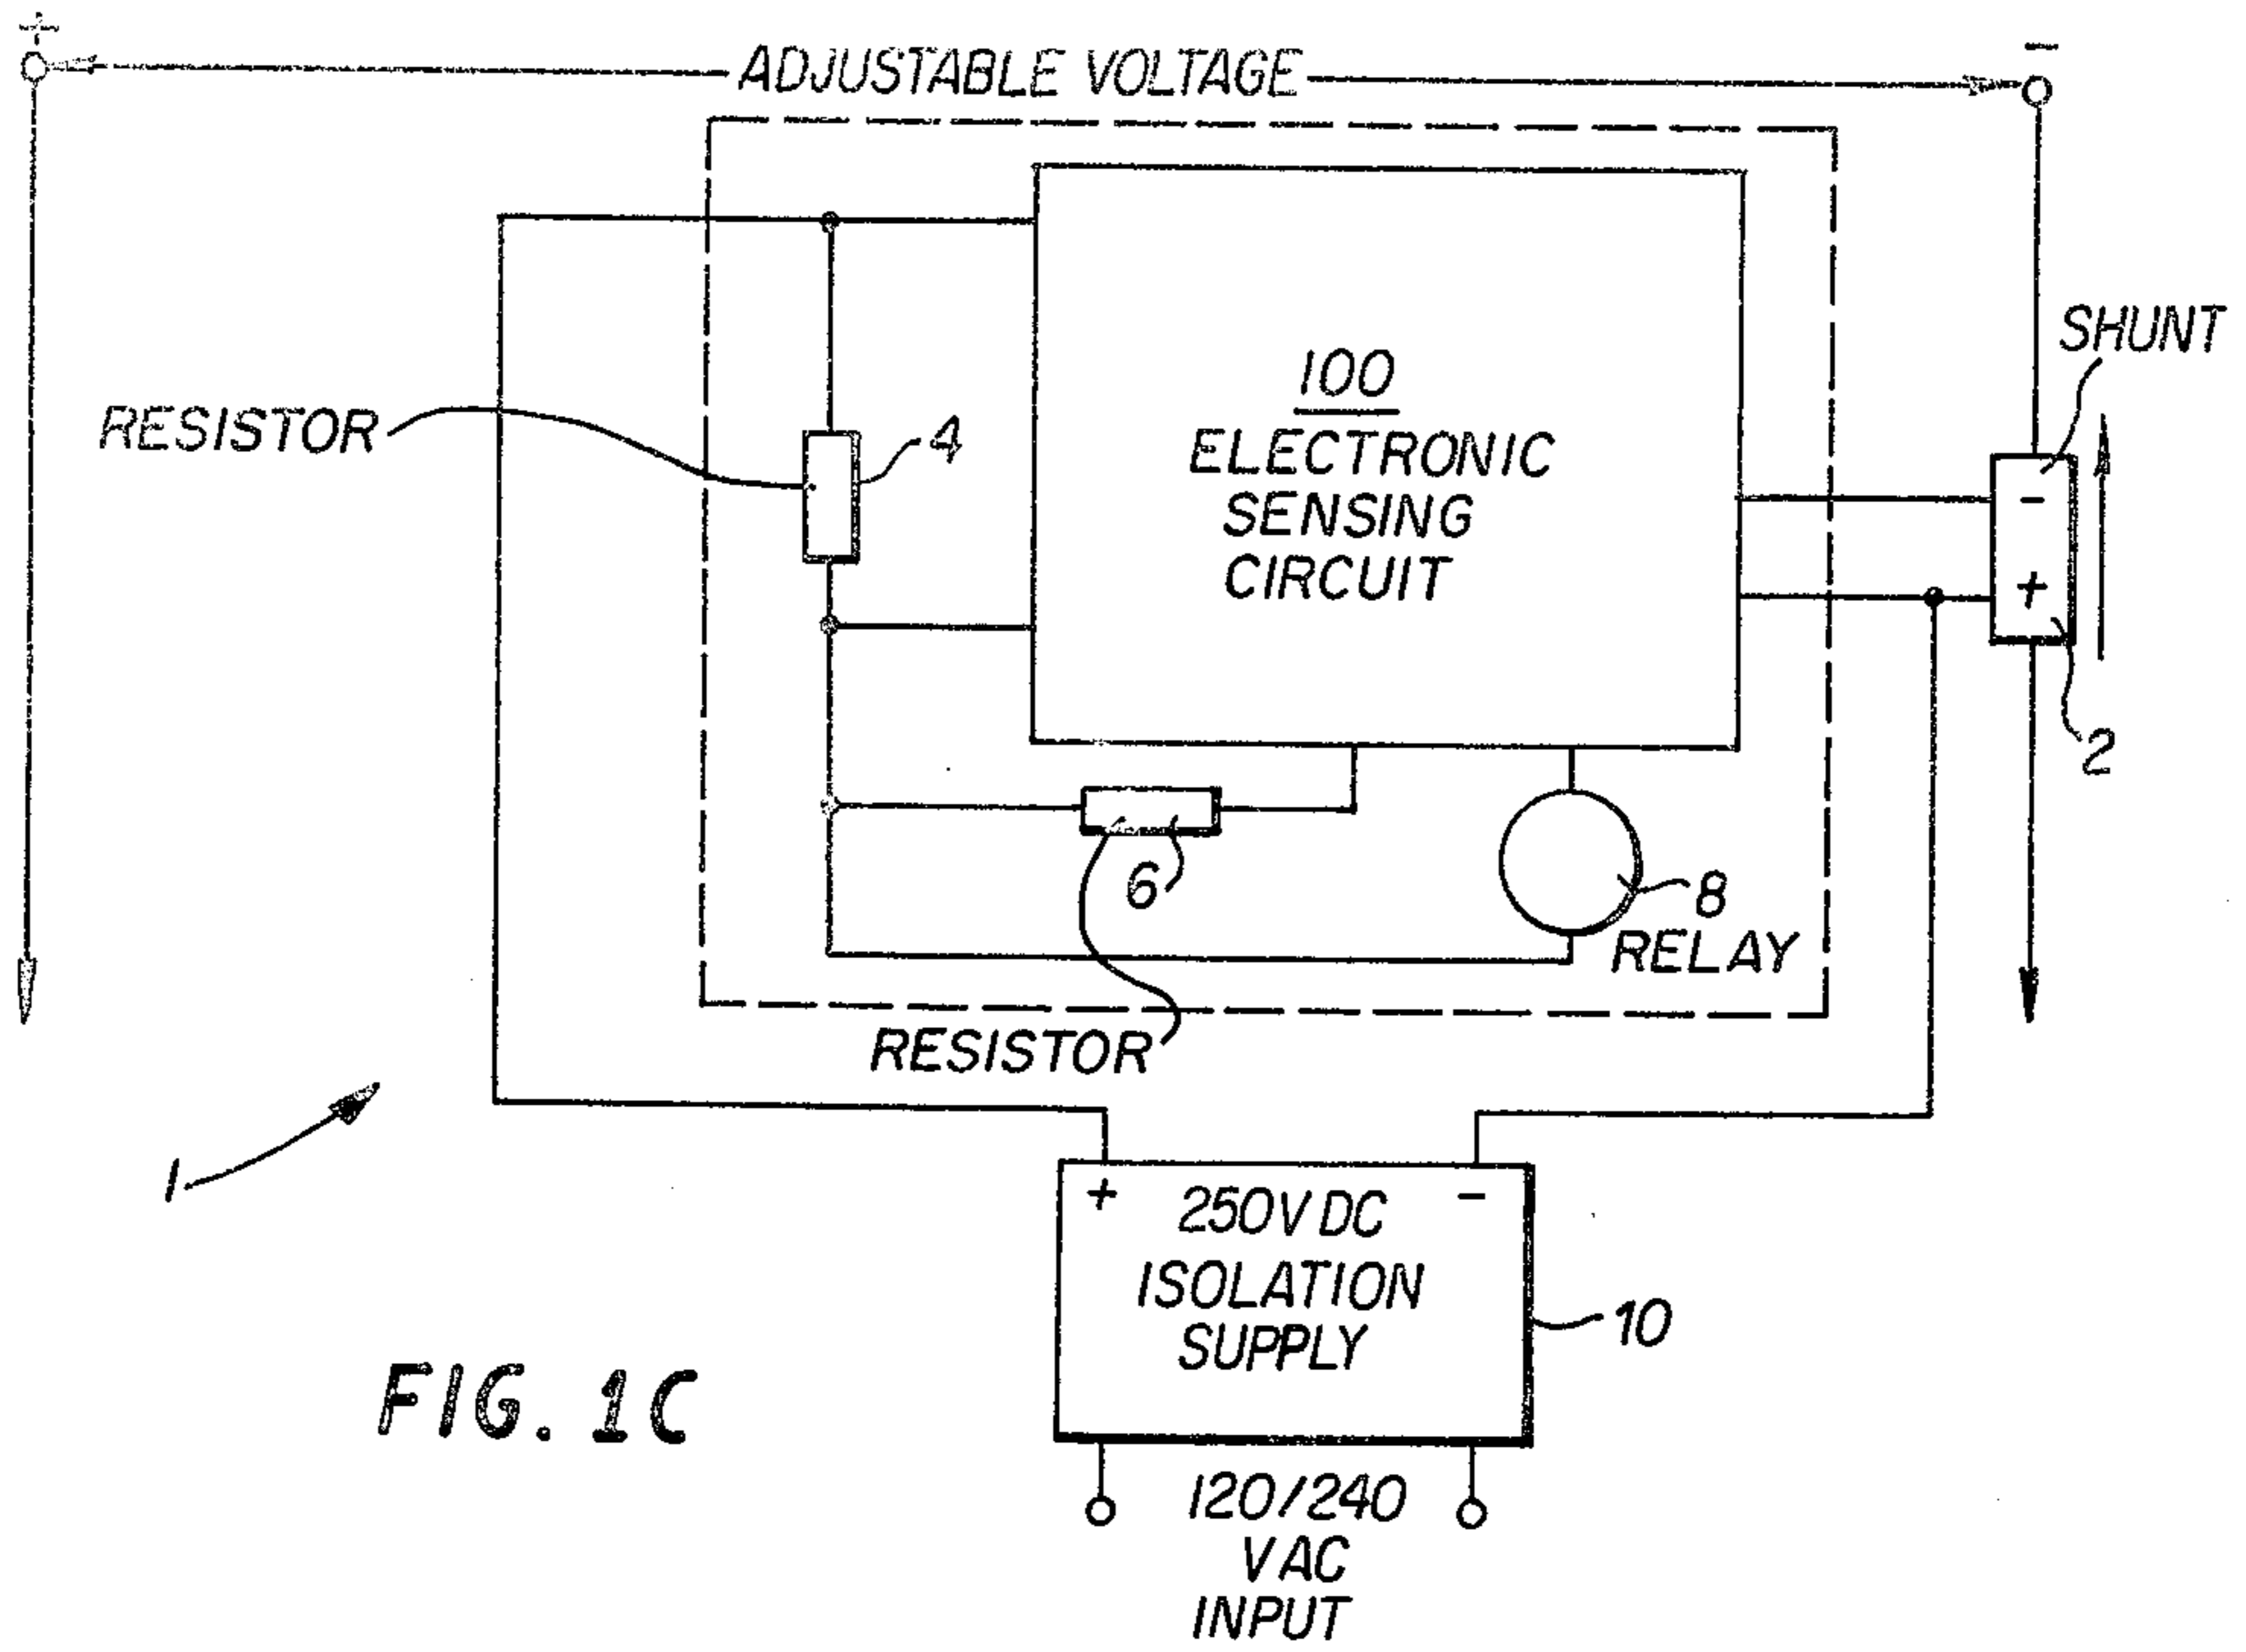 +
ADJUSTABLE VOLTAGE
-
SHUNT
100
ELECTRONIC
SENSING
CIRCUIT
RESISTOR
4
-
+
2
6
8
RELAY
RESISTOR
1
+
250V DC
-
ISOLATION
SUPPLY
10
FIG. 1C
120/240
VAC
INPUT